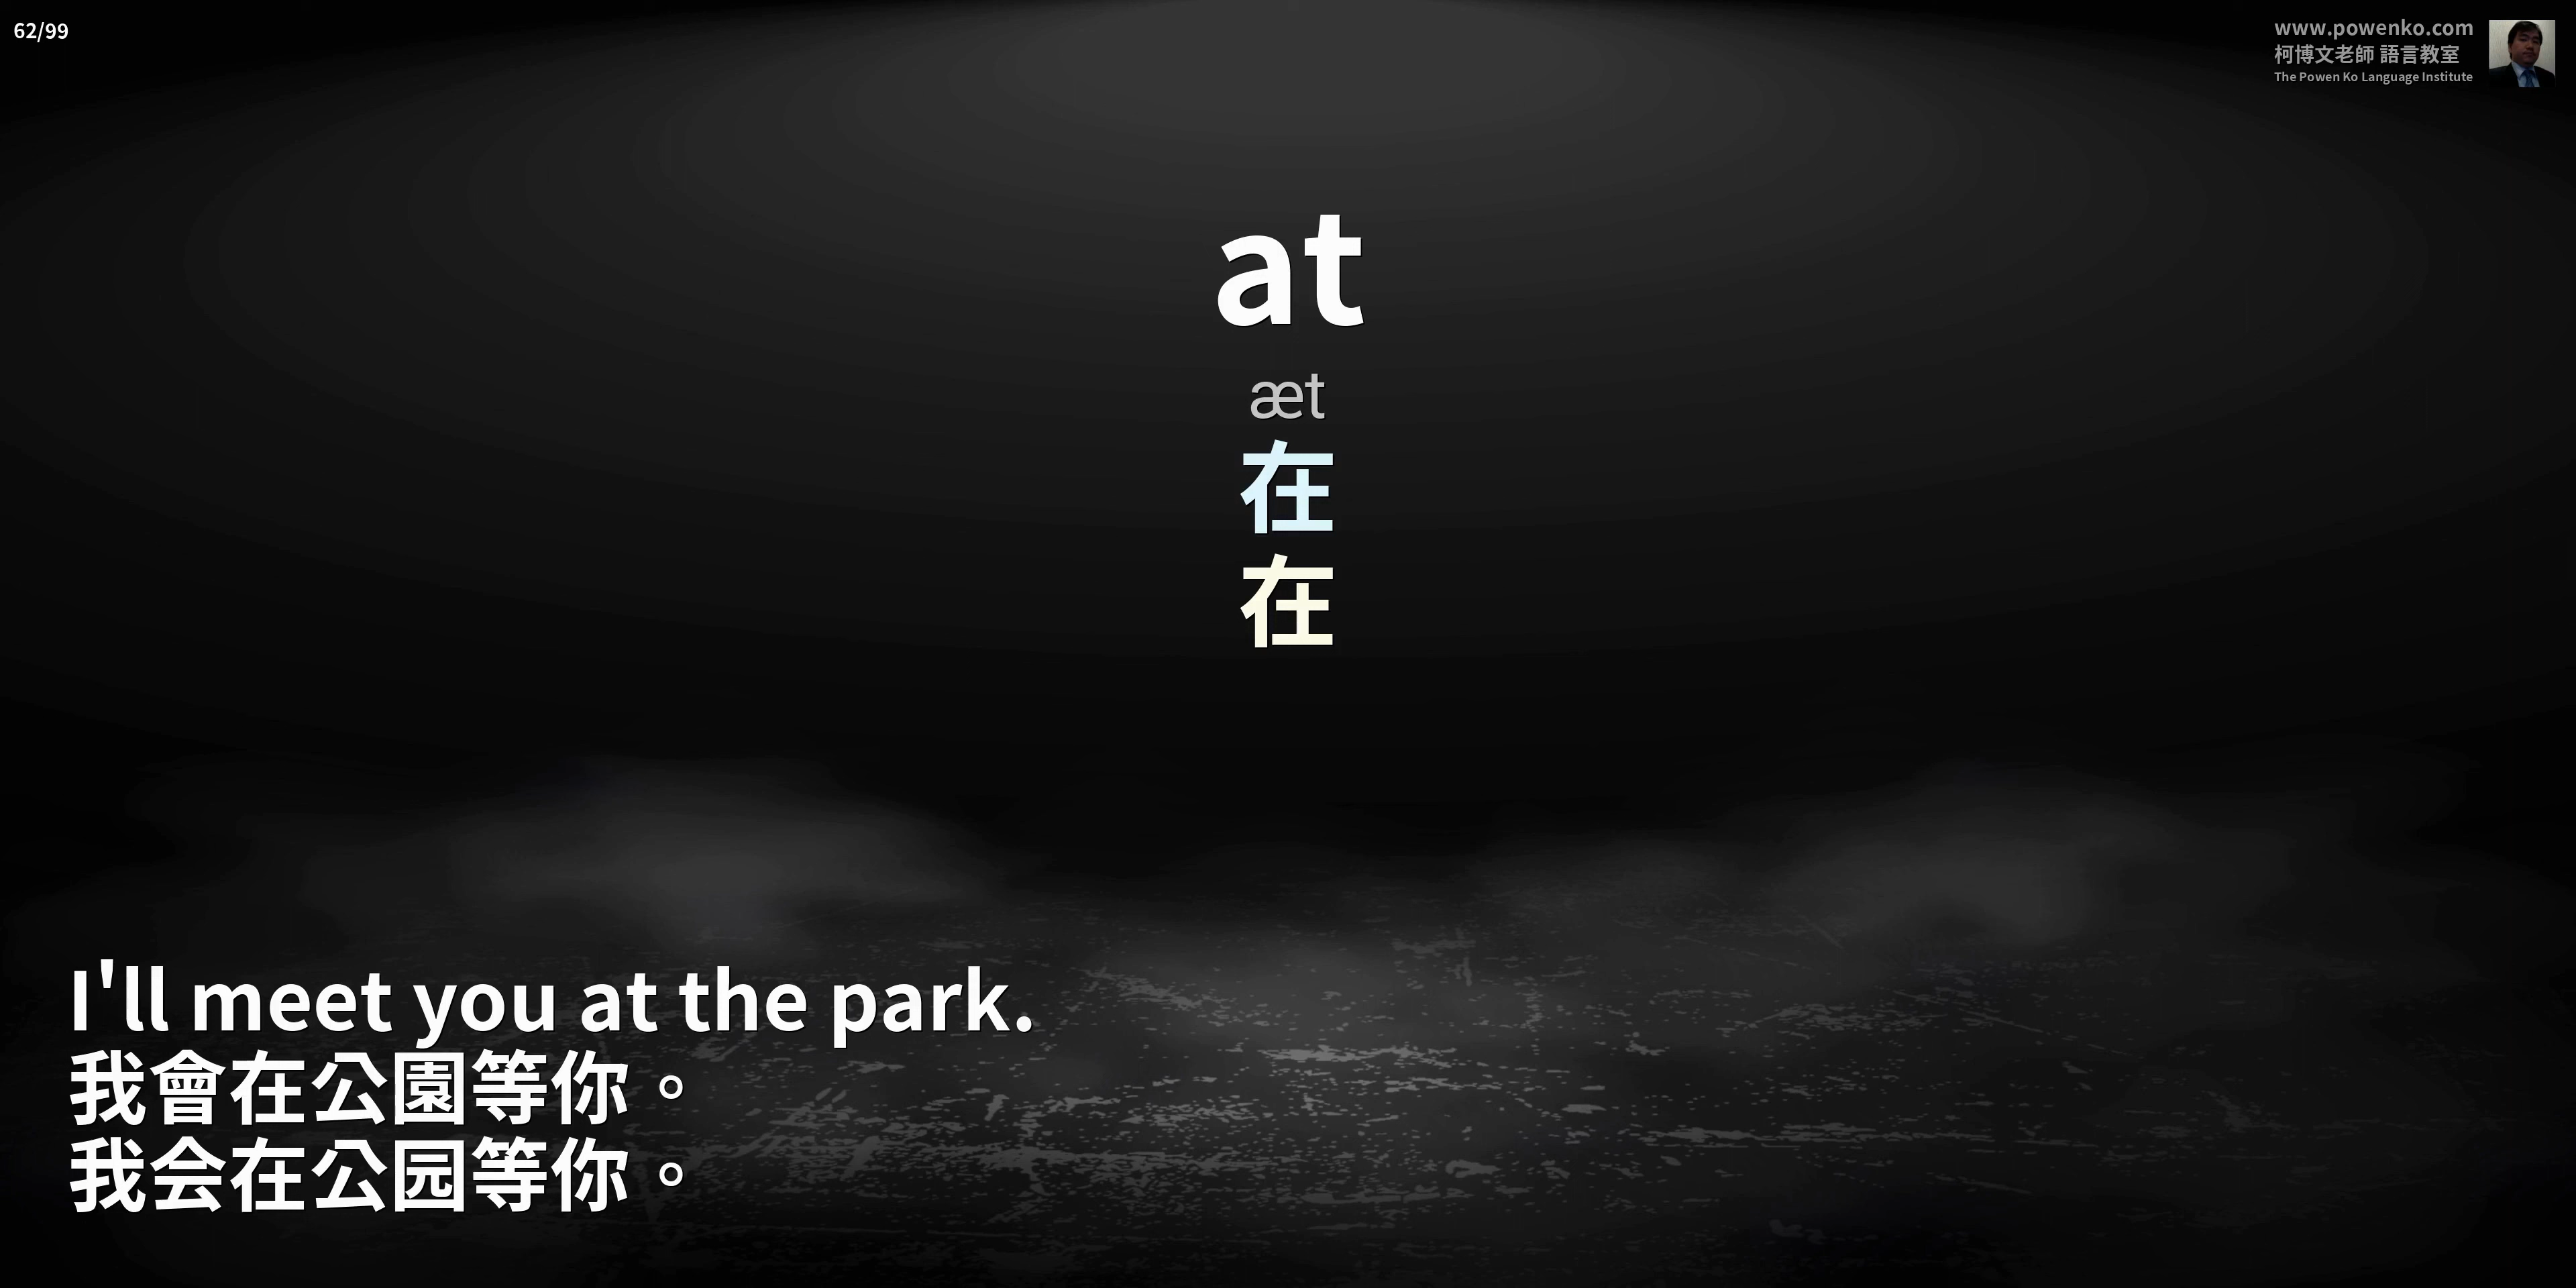 62/99
www.powenko.com
柯博文老師 語言教室
The Powen Ko Language Institute
at
æt
在
在
I'll meet you at the park.
我會在公園等你。
我会在公园等你。